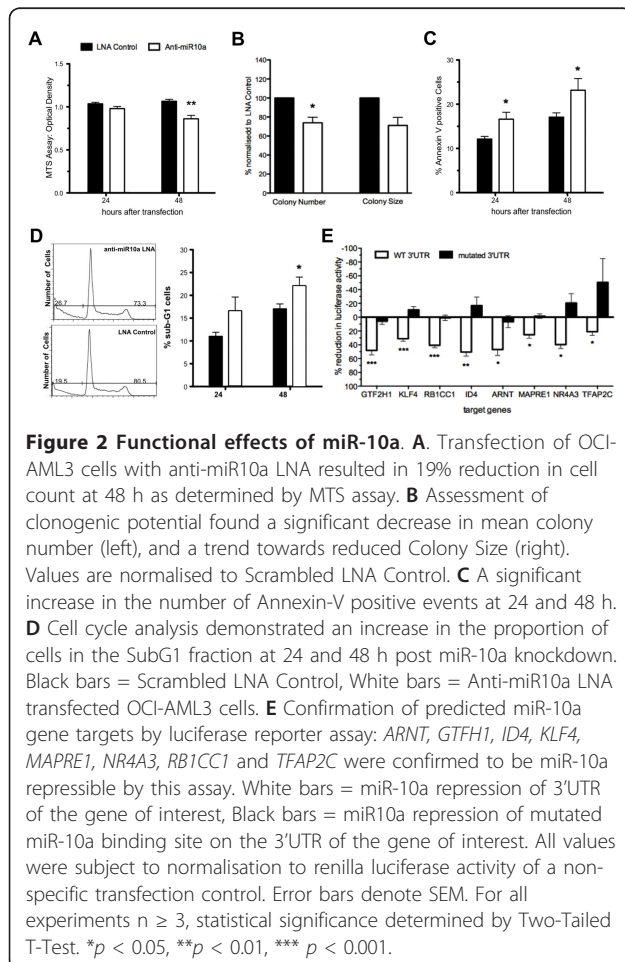 A
LNA Control
Anti-miR10a
MTS Assay: Optical Density
1.5
1.0
0.5
0.0
**
24
48
hours after transfection
B
% normalisedd to LNA Control
140
120
100
80
60
40
20
0
*
Colony Number
Colony Size
C
% Annexin V positive Cells
30
20
10
0
*
*
24
48
hours after transfection
D
Number of Cells
anti-miR10a LNA
26.7
73.3
Number of Cells
LNA Control
19.5
80.5
% sub-G1 cells
30
25
20
15
10
5
0
*
24
48
E
WT 3'UTR
mutated 3'UTR
% reduction in luciferase activity
-100
-80
-60
-40
-20
0
20
40
60
80
100
***
***
***
**
*
*
*
*
GTF2H1 KLF4 RB1CC1 ID4 ARNT MAPRE1 NR4A3 TFAP2C
target genes
Figure 2 Functional effects of miR-10a. A. Transfection of OCI-
AML3 cells with anti-miR10a LNA resulted in 19% reduction in cell
count at 48 h as determined by MTS assay. B Assessment of
clonogenic potential found a significant decrease in mean colony
number (left), and a trend towards reduced Colony Size (right).
Values are normalised to Scrambled LNA Control. C A significant
increase in the number of Annexin-V positive events at 24 and 48 h.
D Cell cycle analysis demonstrated an increase in the proportion of
cells in the SubG1 fraction at 24 and 48 h post miR-10a knockdown.
Black bars = Scrambled LNA Control, White bars = Anti-miR10a LNA
transfected OCI-AML3 cells. E Confirmation of predicted miR-10a
gene targets by luciferase reporter assay: ARNT, GTFH1, ID4, KLF4,
MAPRE1, NR4A3, RB1CC1 and TFAP2C were confirmed to be miR-10a
repressible by this assay. White bars = miR-10a repression of 3'UTR
of the gene of interest, Black bars = miR10a repression of mutated
miR-10a binding site on the 3'UTR of the gene of interest. All values
were subject to normalisation to renilla luciferase activity of a non-
specific transfection control. Error bars denote SEM. For all
experiments n ≥ 3, statistical significance determined by Two-Tailed
T-Test. *p < 0.05, **p < 0.01, *** p < 0.001.